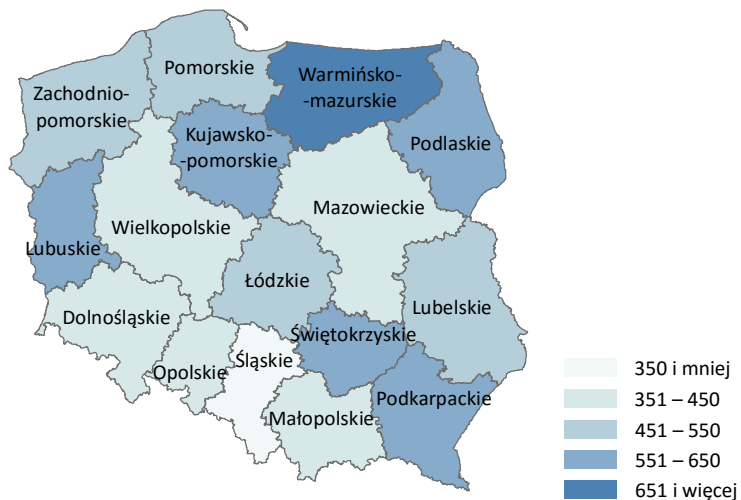 Pomorskie
Warmińsko-
-mazurskie
Zachodnio-
pomorskie
Kujawsko-
-pomorskie
Podlaskie
Mazowieckie
Wielkopolskie
Lubuskie
Łódzkie
Lubelskie
Dolnośląskie
Świętokrzyskie
Opolskie
Śląskie
Podkarpackie
Małopolskie
350 i mniej
351 – 450
451 – 550
551 – 650
651 i więcej